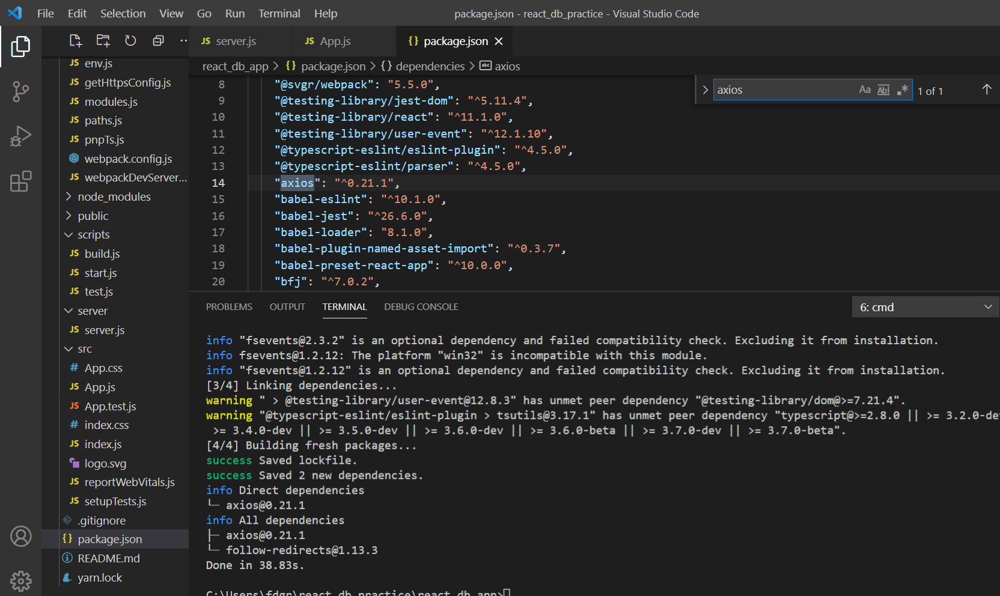 File Edit Selection View Go Run Terminal Help
package.json - react_db_practice - Visual Studio Code
JS server.js
JS App.js
{} package.json
react_db_app > {} package.json > {} dependencies > abc axios
JS env.js
JS getHttpsConfig.js
JS modules.js
JS paths.js
JS pnpTs.js
webpack.config.js
JS webpackDevServer...
node_modules
public
scripts
JS build.js
JS start.js
JS test.js
server
JS server.js
src
# App.css
JS App.js
JS App.test.js
# index.css
JS index.js
logo.svg
JS reportWebVitals.js
JS setupTests.js
.gitignore
{} package.json
README.md
yarn.lock
axios Aa Abl .* 1 of 1
8 "@svgr/webpack": "5.5.0",
9 "@testing-library/jest-dom": "^5.11.4",
10 "@testing-library/react": "^11.1.0",
11 "@testing-library/user-event": "^12.1.10",
12 "@typescript-eslint/eslint-plugin": "^4.5.0",
13 "@typescript-eslint/parser": "^4.5.0",
14 "axios": "^0.21.1",
15 "babel-eslint": "^10.1.0",
16 "babel-jest": "^26.6.0",
17 "babel-loader": "8.1.0",
18 "babel-plugin-named-asset-import": "^0.3.7",
19 "babel-preset-react-app": "^10.0.0",
20 "bfj": "^7.0.2",
PROBLEMS OUTPUT TERMINAL DEBUG CONSOLE
6: cmd
info "fsevents@2.3.2" is an optional dependency and failed compatibility check. Excluding it from installation.
info fsevents@1.2.12: The platform "win32" is incompatible with this module.
info "fsevents@1.2.12" is an optional dependency and failed compatibility check. Excluding it from installation.
[3/4] Linking dependencies...
warning " > @testing-library/user-event@12.8.3" has unmet peer dependency "@testing-library/dom@>=7.21.4".
warning "@typescript-eslint/eslint-plugin > tsutils@3.17.1" has unmet peer dependency "typescript@>=2.8.0 || >= 3.2.0-dev
>= 3.4.0-dev || >= 3.5.0-dev || >= 3.6.0-dev || >= 3.6.0-beta || >= 3.7.0-dev || >= 3.7.0-beta".
[4/4] Building fresh packages...
success Saved lockfile.
success Saved 2 new dependencies.
info Direct dependencies
└─ axios@0.21.1
info All dependencies
├─ axios@0.21.1
└─ follow-redirects@1.13.3
Done in 38.83s.
C:\Users\fdgr\react_db_practice\react_db_app>